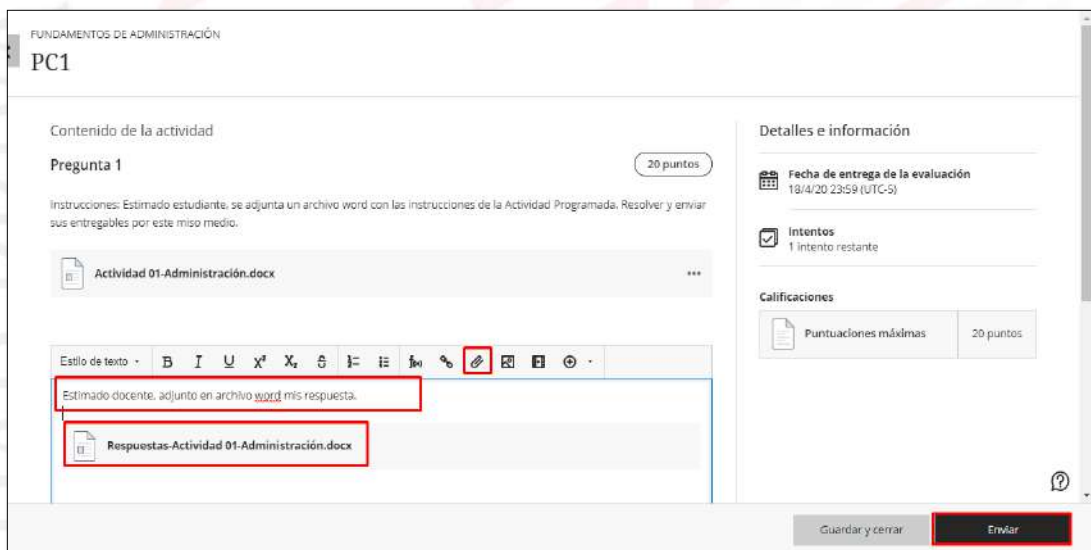 FUNDAMENTOS DE ADMINISTRACIÓN
PC1
Contenido de la actividad
Pregunta 1
20 puntos
Instrucciones: Estimado estudiante, se adjunta un archivo word con las instrucciones de la Actividad Programada. Resolver y enviar
sus entregables por este miso medio.
Actividad 01-Administración.docx
Estilo de texto
Estimado docente, adjunto en archivo word mis respuesta.
Respuestas-Actividad 01-Administración.docx
Detalles e información
Fecha de entrega de la evaluación
18/4/20 23:59 (UTC-5)
Intentos
1 intento restante
Calificaciones
Puntuaciones máximas
20 puntos
Guardar y cerrar
Enviar